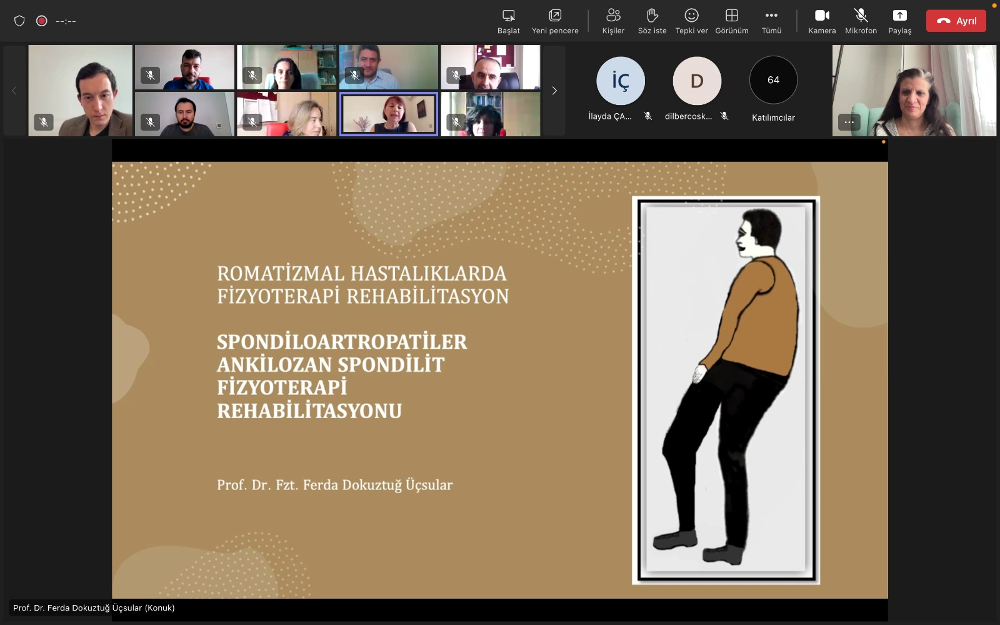 --:--
Başlat
Yeni pencere
Kişiler
Söz iste
Tepki ver
Görünüm
Tümü
Kamera
Mikrofon
Paylaş
Ayrıl
İÇ
D
64
İlayda ÇA...
dilbercosk...
Katılımcılar
ROMATİZMAL HASTALIKLARDA
FİZYOTERAPİ REHABİLİTASYON
SPONDİLOARTROPATİLER
ANKİLOZAN SPONDİLİT
FİZYOTERAPİ
REHABİLİTASYONU
Prof. Dr. Fzt. Ferda Dokuztuğ Üçsular
Prof. Dr. Ferda Dokuztuğ Üçsular (Konuk)